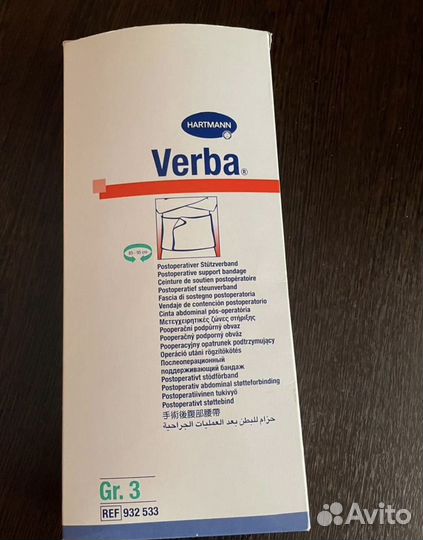 HARTMANN
Verba®
85 - 95 cm
Postoperativer Stützverband
Postoperative support bandage
Ceinture de soutien postopératoire
Postoperatief steunverband
Fascia di sostegno postoperatoria
Vendaje de contención postoperatorio
Cinta abdominal pós-operatória
Μετεγχειρητικές ζώνες στήριξης
Pooperační podpůrný obvaz
Pooperačný podporný obväz
Pooperacyjny opatrunek podtrzymujący
Operáció utáni rögzítőkötés
Послеоперационный
поддерживающий бандаж
Postoperativt stödförband
Postoperativ abdominal støtteforbinding
Postoperatiivinen tukivyö
Postoperativt støttebind
手術後腹部腰帶
حزام للبطن بعد العمليات الجراحية
Gr. 3
REF 932 533
Avito